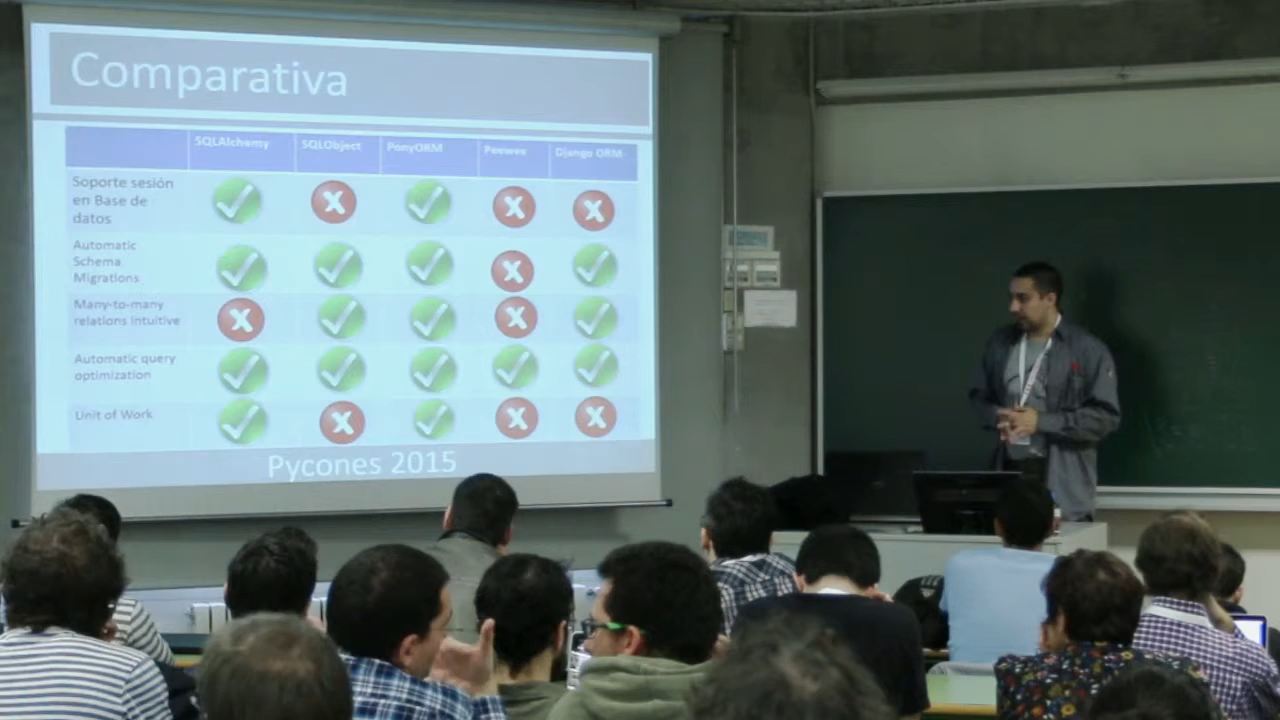 Comparativa
SQLAlchemy SQLObject PonyORM Peewee Django ORM
Soporte sesión
en Base de
datos
Automatic
Schema
Migrations
Many-to-many
relations intuitive
Automatic query
optimization
Unit of Work
Pycones 2015